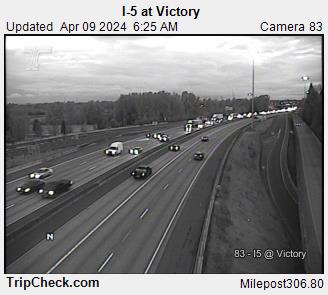 I-5 at Victory
Updated Apr 09 2024 6:25 AM Camera 83
N
83 - I5 @ Victory
TripCheck.com Milepost306.80